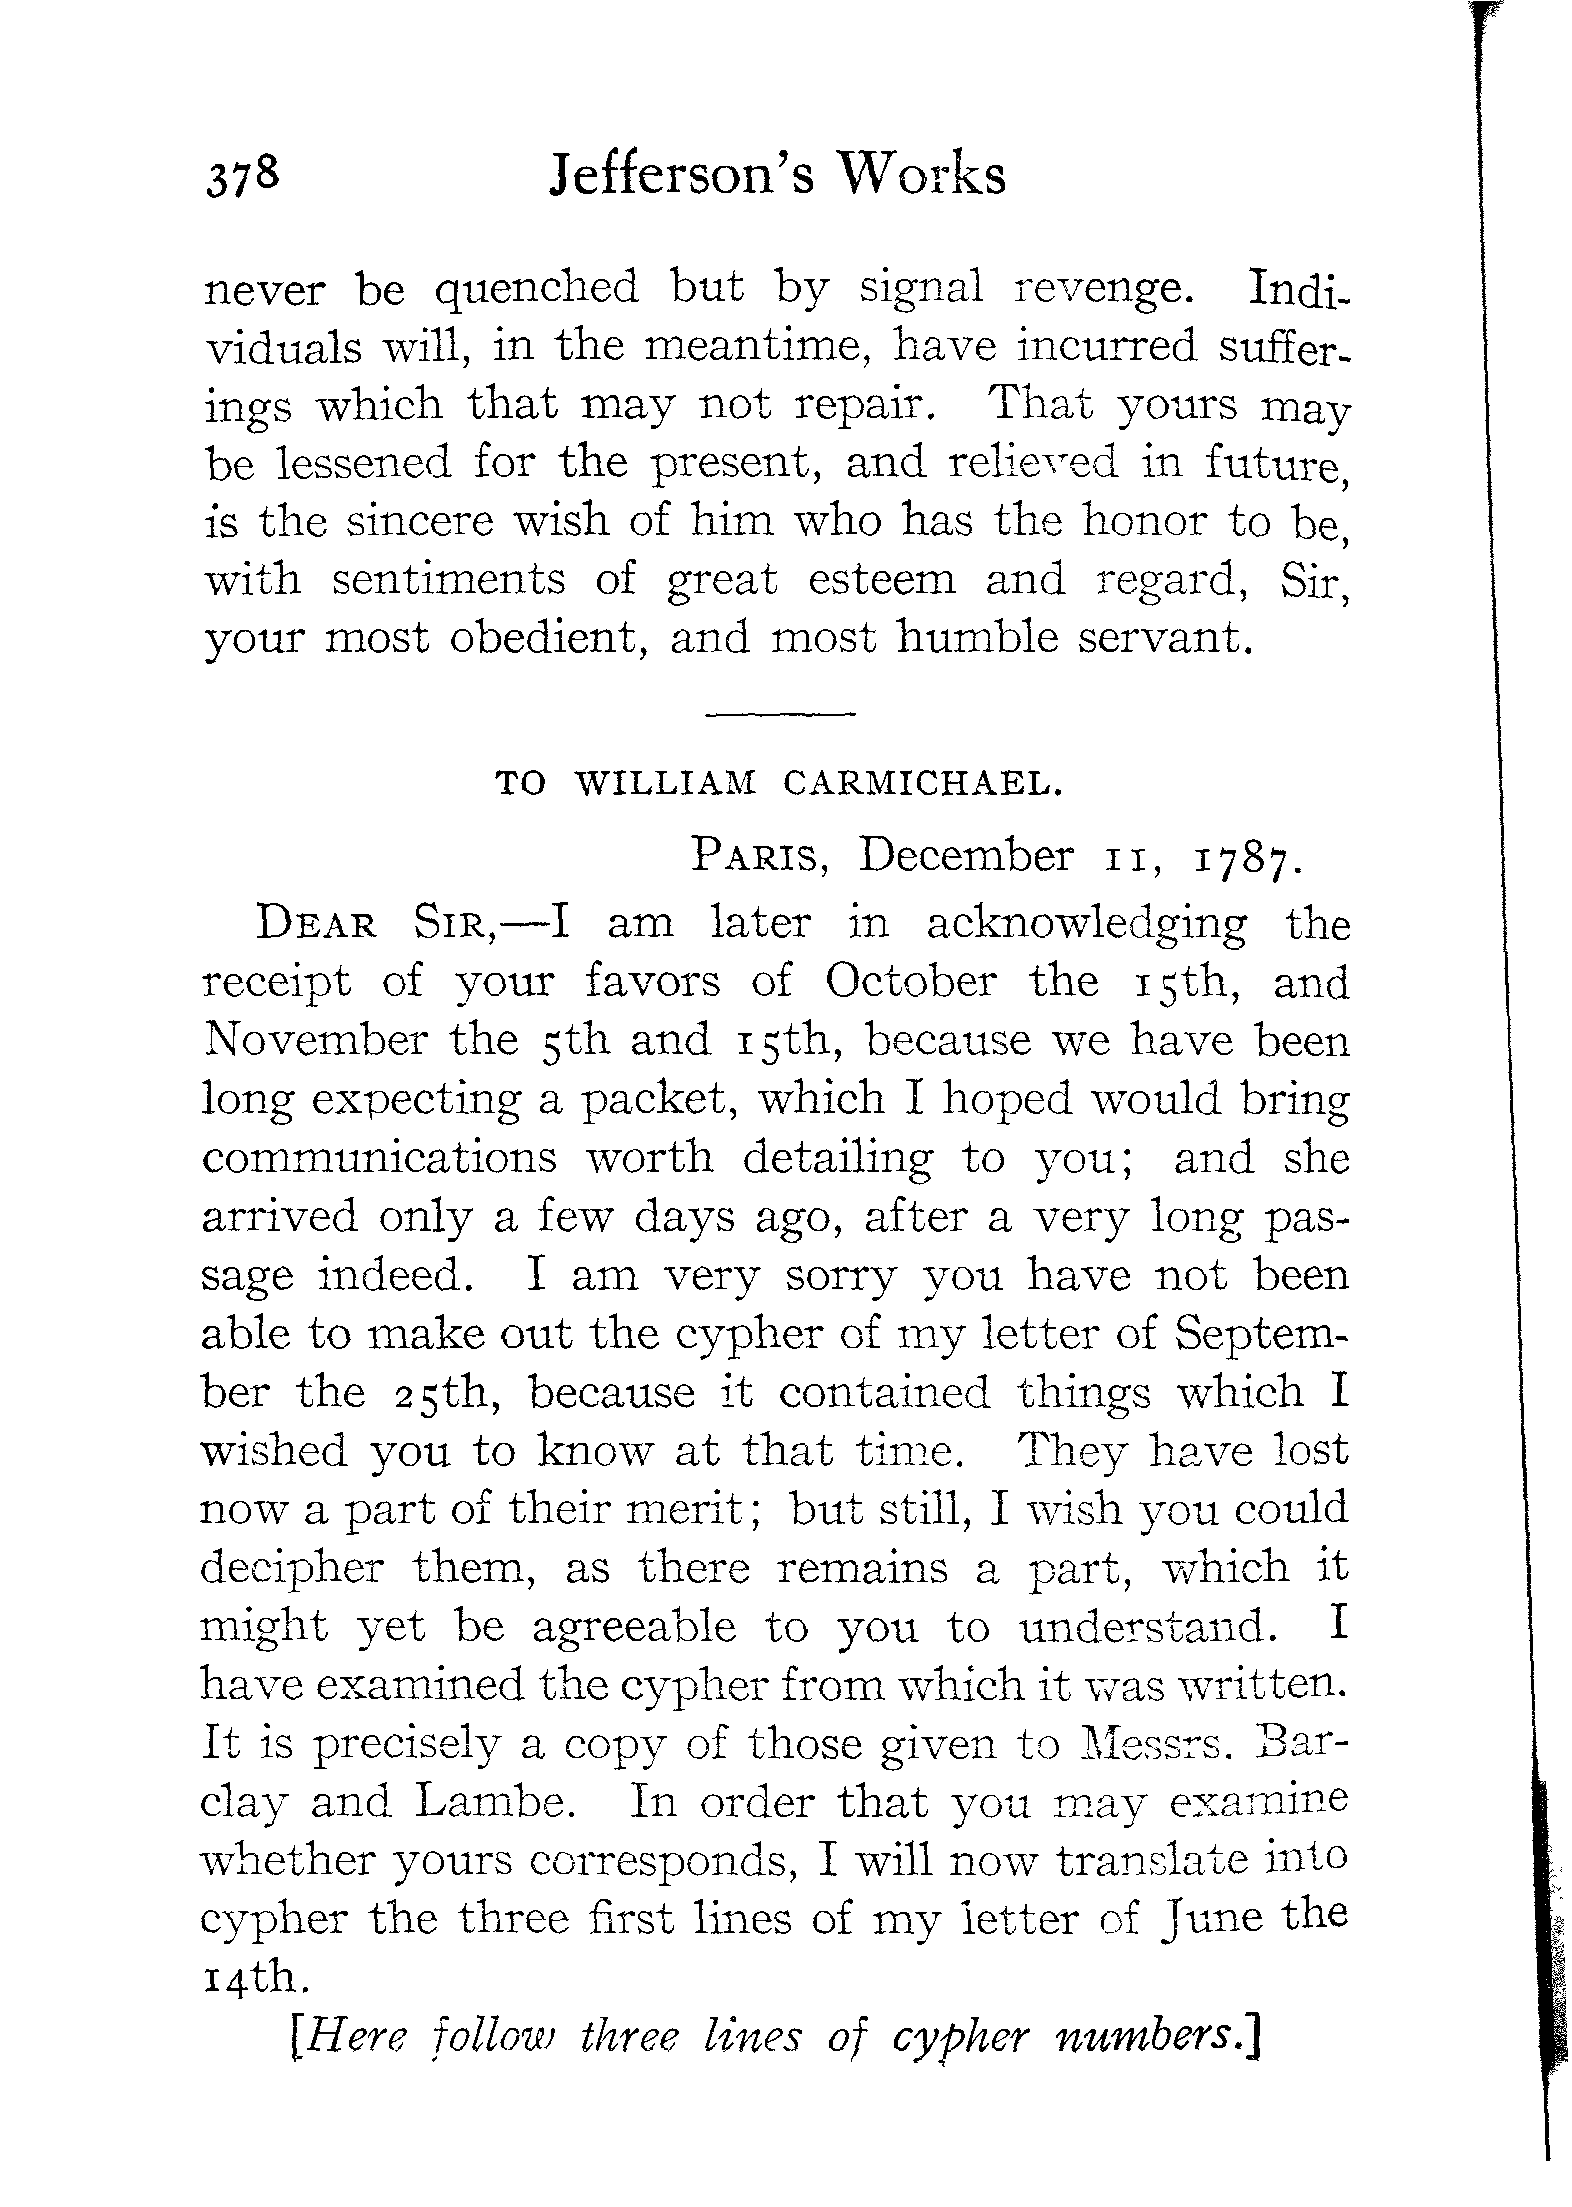 378 Jefferson's Works
never be quenched but by signal revenge. Indi-
viduals will, in the meantime, have incurred suffer-
ings which that may not repair. That yours may
be lessened for the present, and relieved in future,
is the sincere wish of him who has the honor to be,
with sentiments of great esteem and regard, Sir,
your most obedient, and most humble servant.
TO WILLIAM CARMICHAEL.
PARIS, December 11, 1787.
DEAR SIR,—I am later in acknowledging the
receipt of your favors of October the 15th, and
November the 5th and 15th, because we have been
long expecting a packet, which I hoped would bring
communications worth detailing to you; and she
arrived only a few days ago, after a very long pas-
sage indeed. I am very sorry you have not been
able to make out the cypher of my letter of Septem-
ber the 25th, because it contained things which I
wished you to know at that time. They have lost
now a part of their merit; but still, I wish you could
decipher them, as there remains a part, which it
might yet be agreeable to you to understand. I
have examined the cypher from which it was written.
It is precisely a copy of those given to Messrs. Bar-
clay and Lambe. In order that you may examine
whether yours corresponds, I will now translate into
cypher the three first lines of my letter of June the
14th.
[Here follow three lines of cypher numbers.]